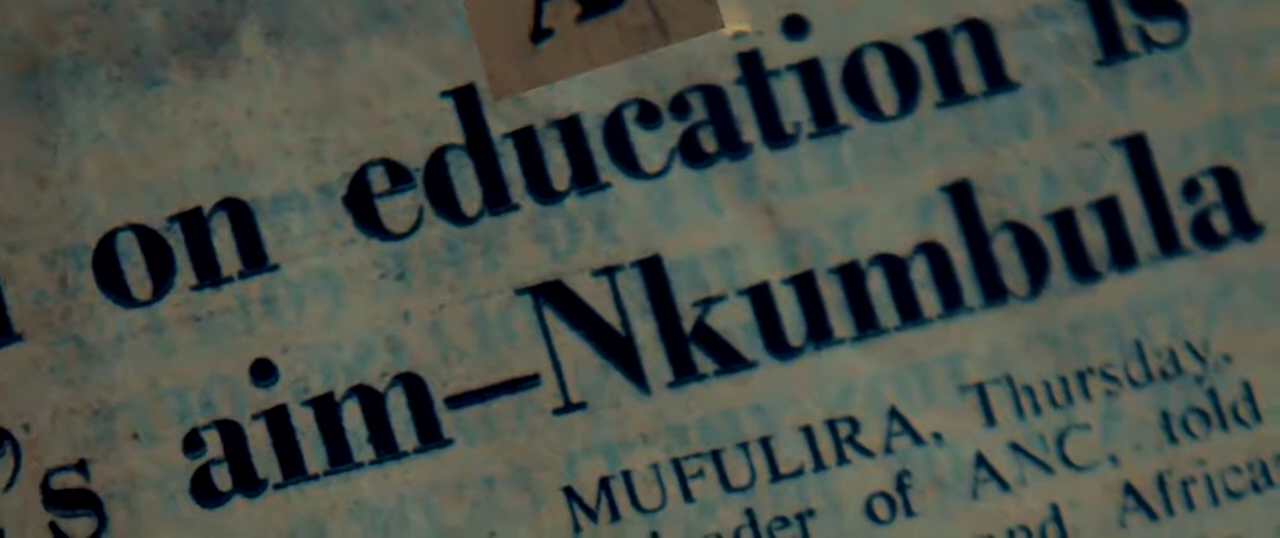 on education is
's aim—Nkumbula
MUFULIRA, Thursday.
of ANC, told